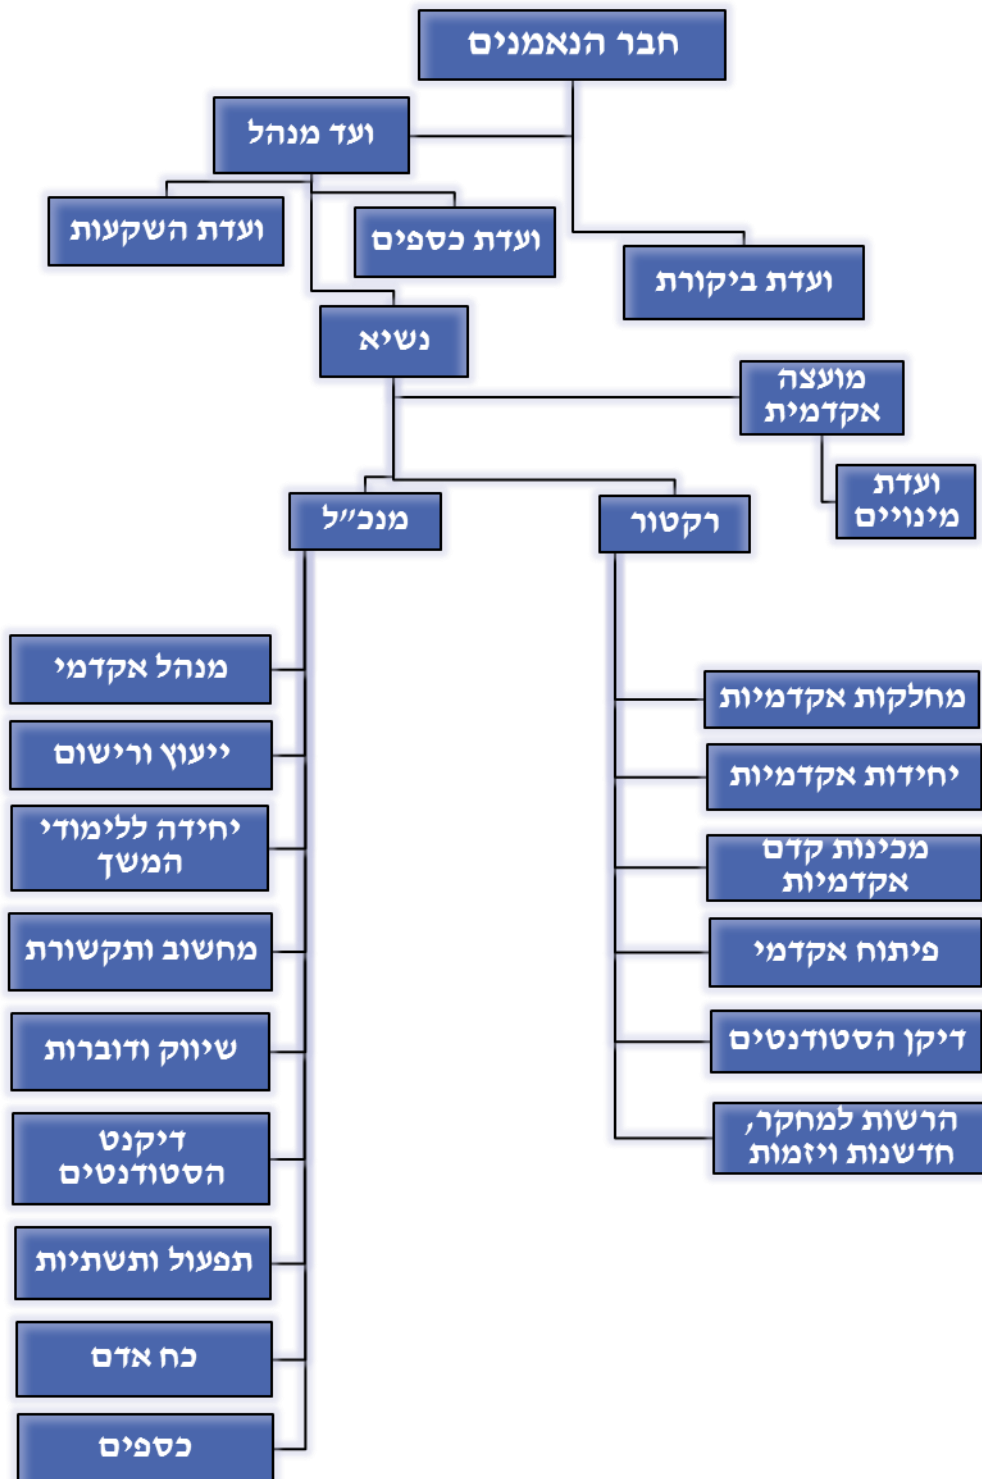 חבר הנאמנים
ועד מנהל
ועדת השקעות
ועדת כספים
ועדת ביקורת
נשיא
מועצה
אקדמית
ועדת
מינויים
מנכ״ל
רקטור
מנהל אקדמי
ייעוץ ורישום
יחידה ללימודי
המשך
מחשוב ותקשורת
שיווק ודוברות
דיקנט
הסטודנטים
תפעול ותשתיות
כח אדם
כספים
מחלקות אקדמיות
יחידות אקדמיות
מכינות קדם
אקדמיות
פיתוח אקדמי
דיקן הסטודנטים
הרשות למחקר,
חדשנות ויזמות